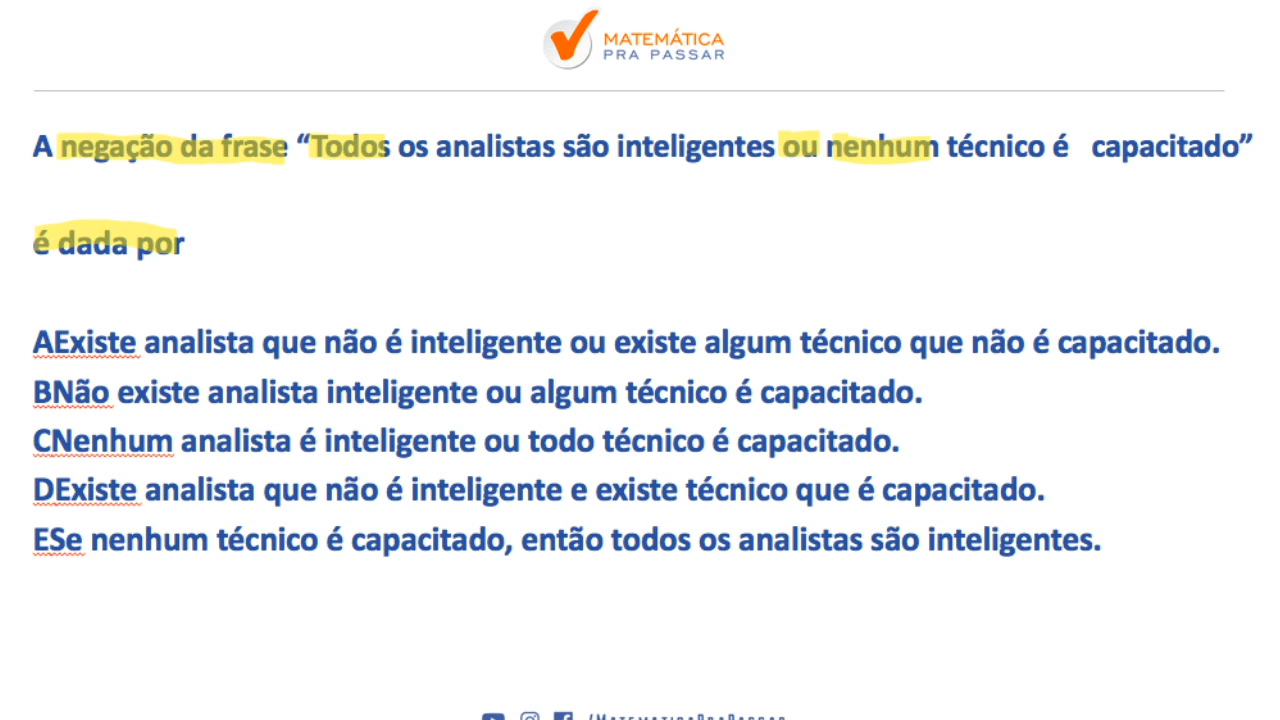 MATEMÁTICA
PRA PASSAR
A negação da frase “Todos os analistas são inteligentes ou nenhum técnico é capacitado”
é dada por
AExiste analista que não é inteligente ou existe algum técnico que não é capacitado.
BNão existe analista inteligente ou algum técnico é capacitado.
CNenhum analista é inteligente ou todo técnico é capacitado.
DExiste analista que não é inteligente e existe técnico que é capacitado.
ESe nenhum técnico é capacitado, então todos os analistas são inteligentes.
/MATEMATICAPRAPASSAR